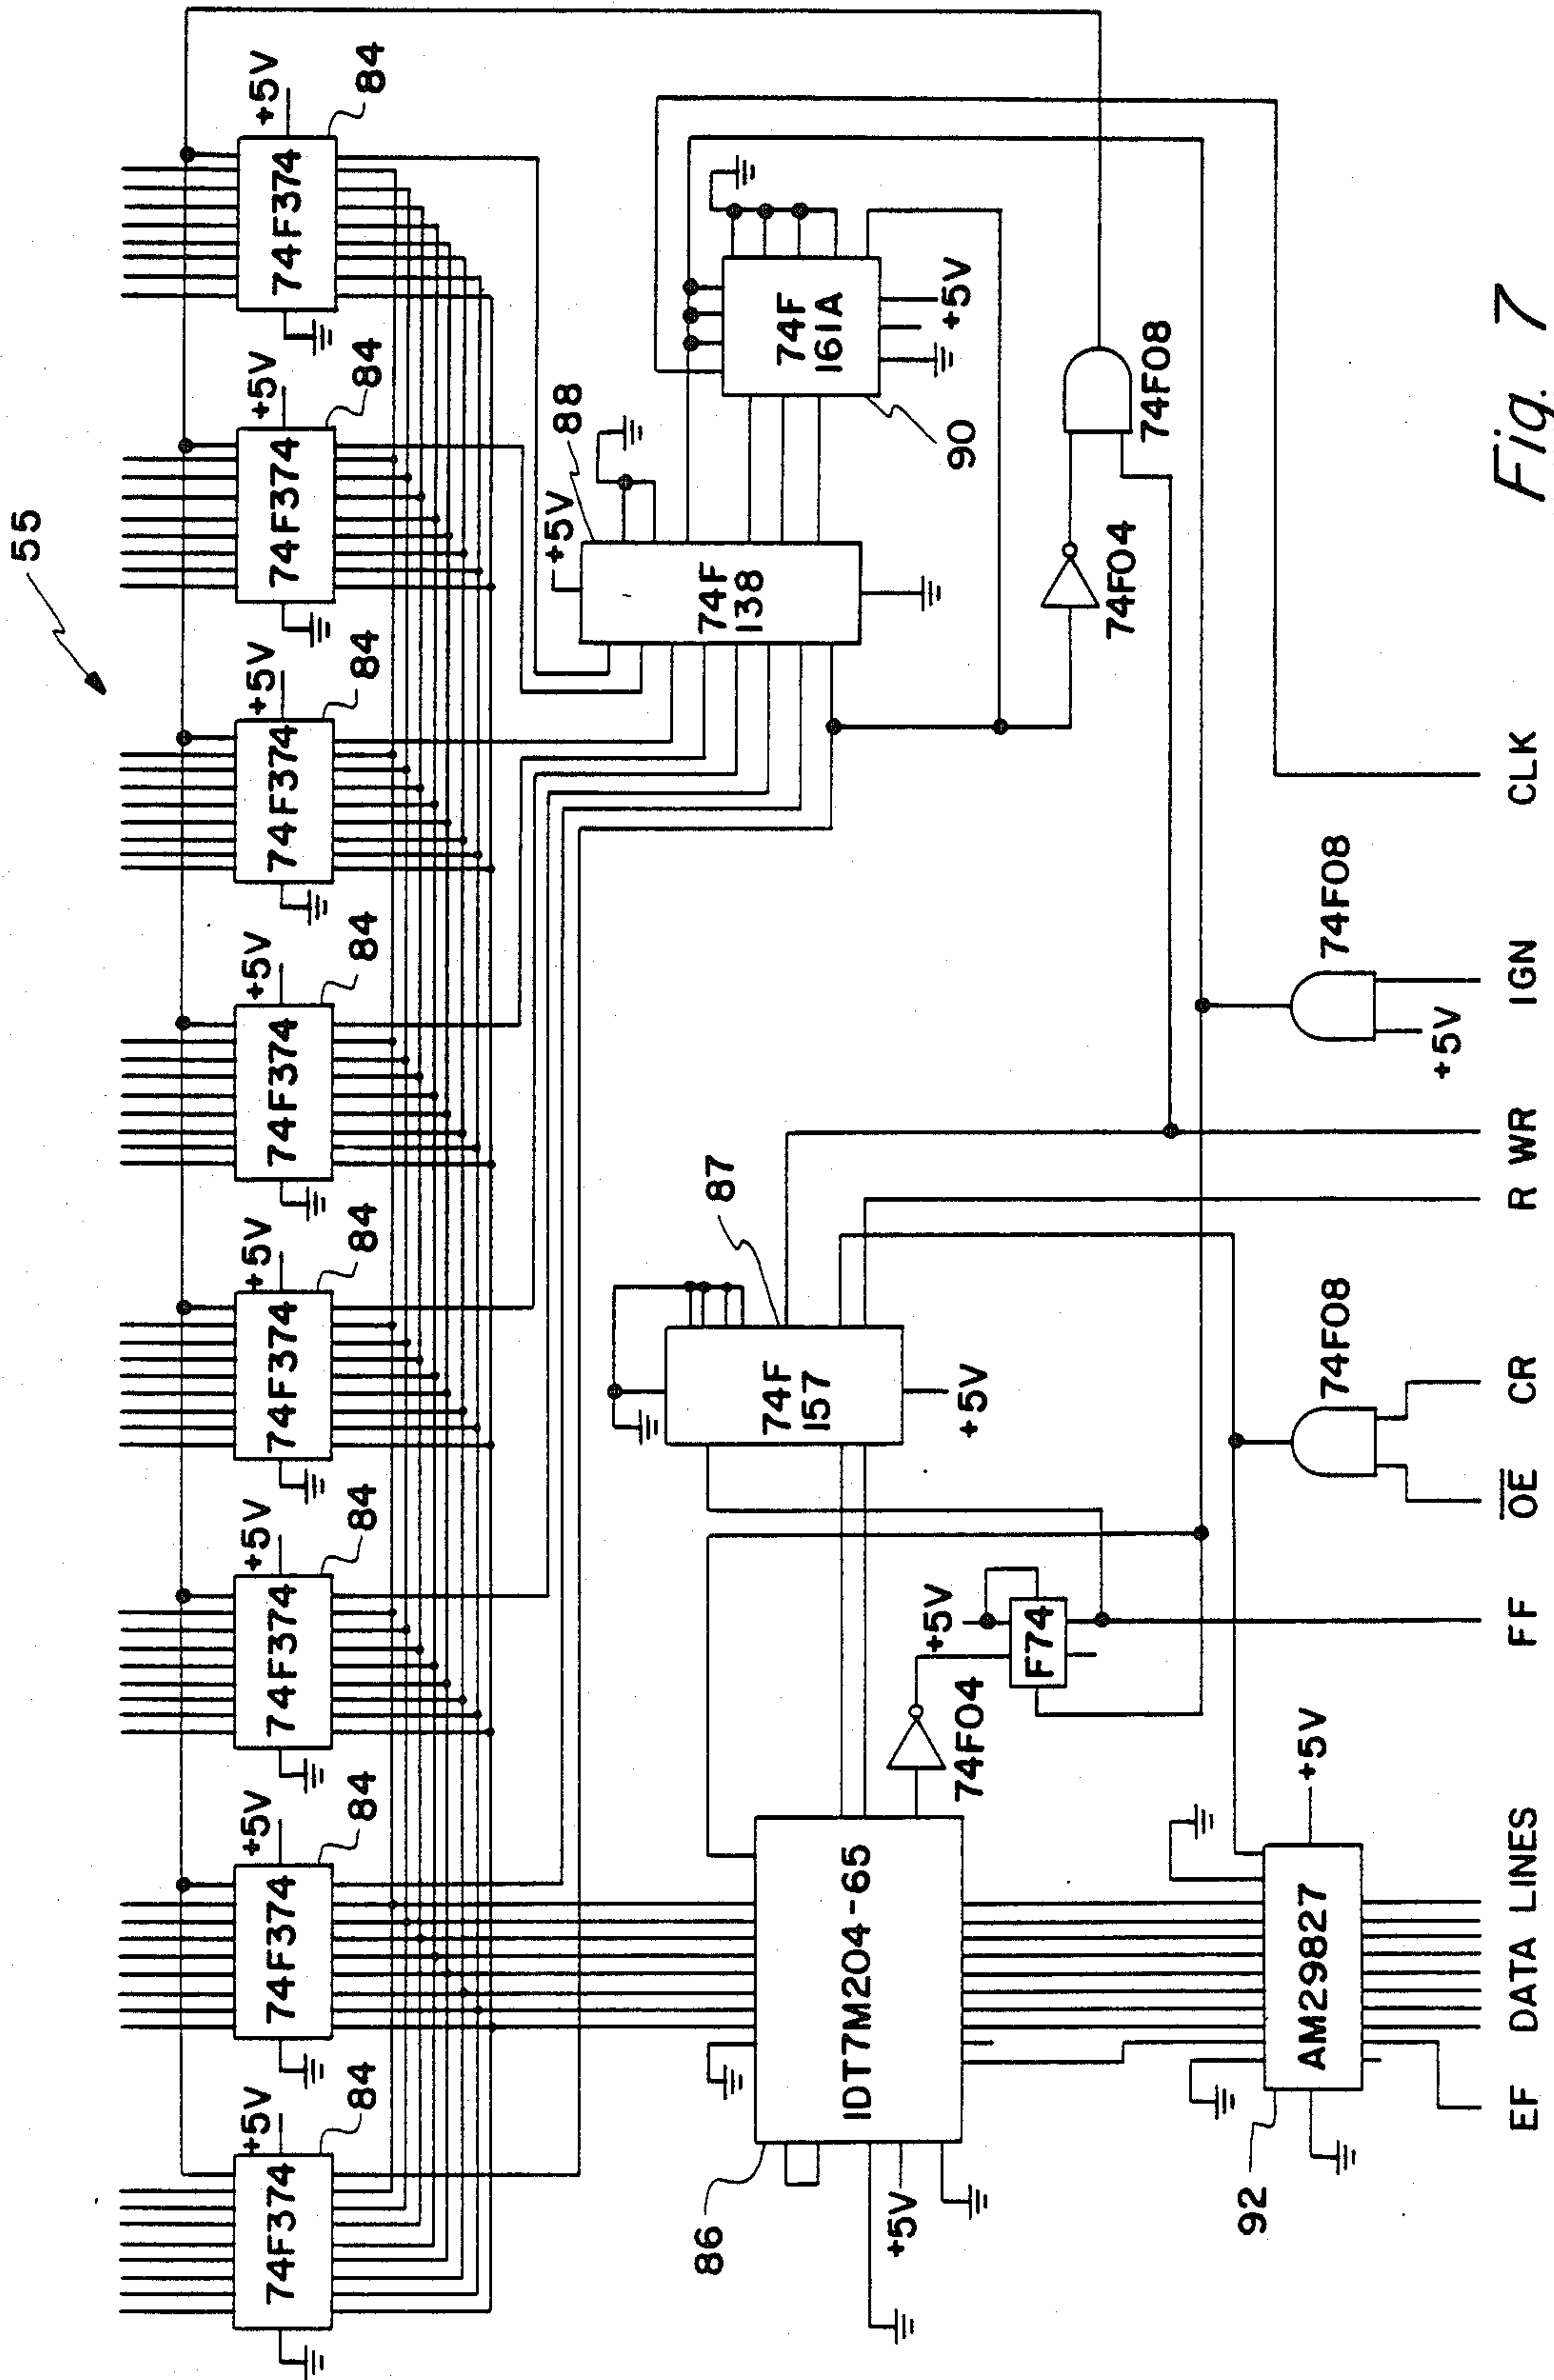 55
+5V
74F374
84
+5V
74F374
84
+5V
74F374
84
+5V
74F374
84
+5V
74F374
84
+5V
74F374
84
+5V
74F374
84
+5V
74F374
84
86
IDT7M204-65
+5V
74F04
+5V
F74
87
74F
157
+5V
88
+5V
74F
138
90
74F
161A
+5V
74F04
74F08
92
AM29827
+5V
74F08
+5V
74F08
EF
DATA LINES
FF
OE
CR
R
WR
IGN
CLK
Fig. 7